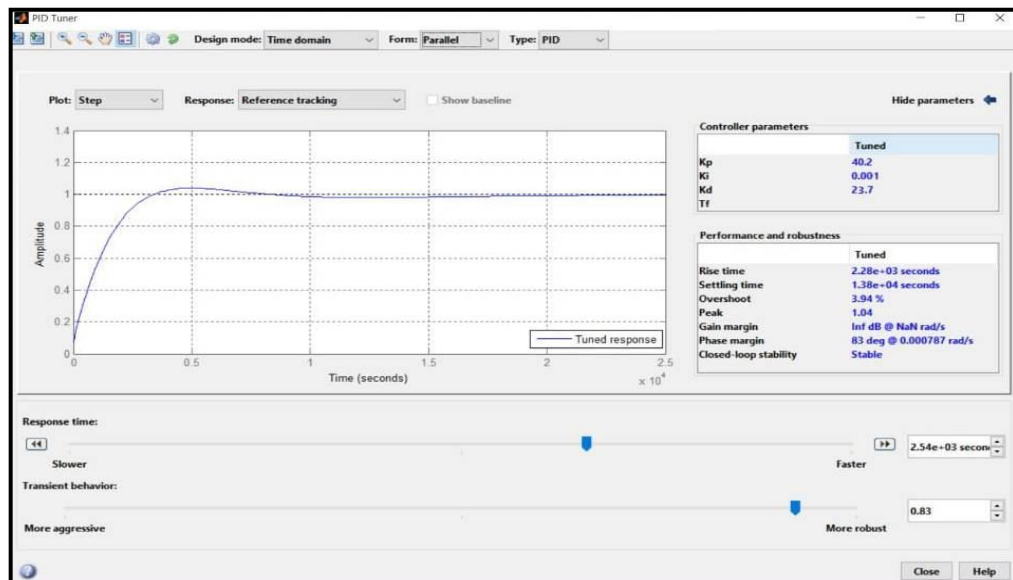 PID Tuner
Design mode: Time domain Form: Parallel Type: PID
Plot: Step Response: Reference tracking Show baseline Hide parameters
1.4
1.2
1
0.8
0.6
0.4
0.2
0
Amplitude
0 0.5 1 1.5 2 2.5
Time (seconds)
x 10^4
Tuned response
Controller parameters
Tuned
Kp 40.2
Ki 0.001
Kd 23.7
Tf
Performance and robustness
Tuned
Rise time 2.28e+03 seconds
Settling time 1.38e+04 seconds
Overshoot 3.94 %
Peak 1.04
Gain margin Inf dB @ NaN rad/s
Phase margin 83 deg @ 0.000787 rad/s
Closed-loop stability Stable
Response time:
2.54e+03 secon
Slower Faster
Transient behavior:
0.83
More aggressive More robust
Close Help